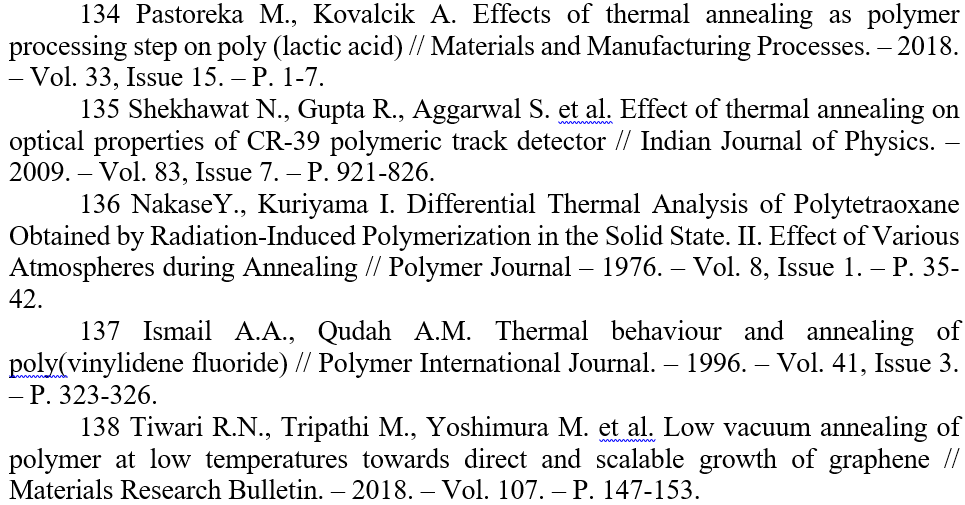 134 Pastoreka M., Kovalcik A. Effects of thermal annealing as polymer
processing step on poly (lactic acid) // Materials and Manufacturing Processes. – 2018.
– Vol. 33, Issue 15. – P. 1-7.
135 Shekhawat N., Gupta R., Aggarwal S. et al. Effect of thermal annealing on
optical properties of CR-39 polymeric track detector // Indian Journal of Physics. –
2009. – Vol. 83, Issue 7. – P. 921-826.
136 NakaseY., Kuriyama I. Differential Thermal Analysis of Polytetraoxane
Obtained by Radiation-Induced Polymerization in the Solid State. II. Effect of Various
Atmospheres during Annealing // Polymer Journal – 1976. – Vol. 8, Issue 1. – P. 35-
42.
137 Ismail A.A., Qudah A.M. Thermal behaviour and annealing of
poly(vinylidene fluoride) // Polymer International Journal. – 1996. – Vol. 41, Issue 3.
– P. 323-326.
138 Tiwari R.N., Tripathi M., Yoshimura M. et al. Low vacuum annealing of
polymer at low temperatures towards direct and scalable growth of graphene //
Materials Research Bulletin. – 2018. – Vol. 107. – P. 147-153.